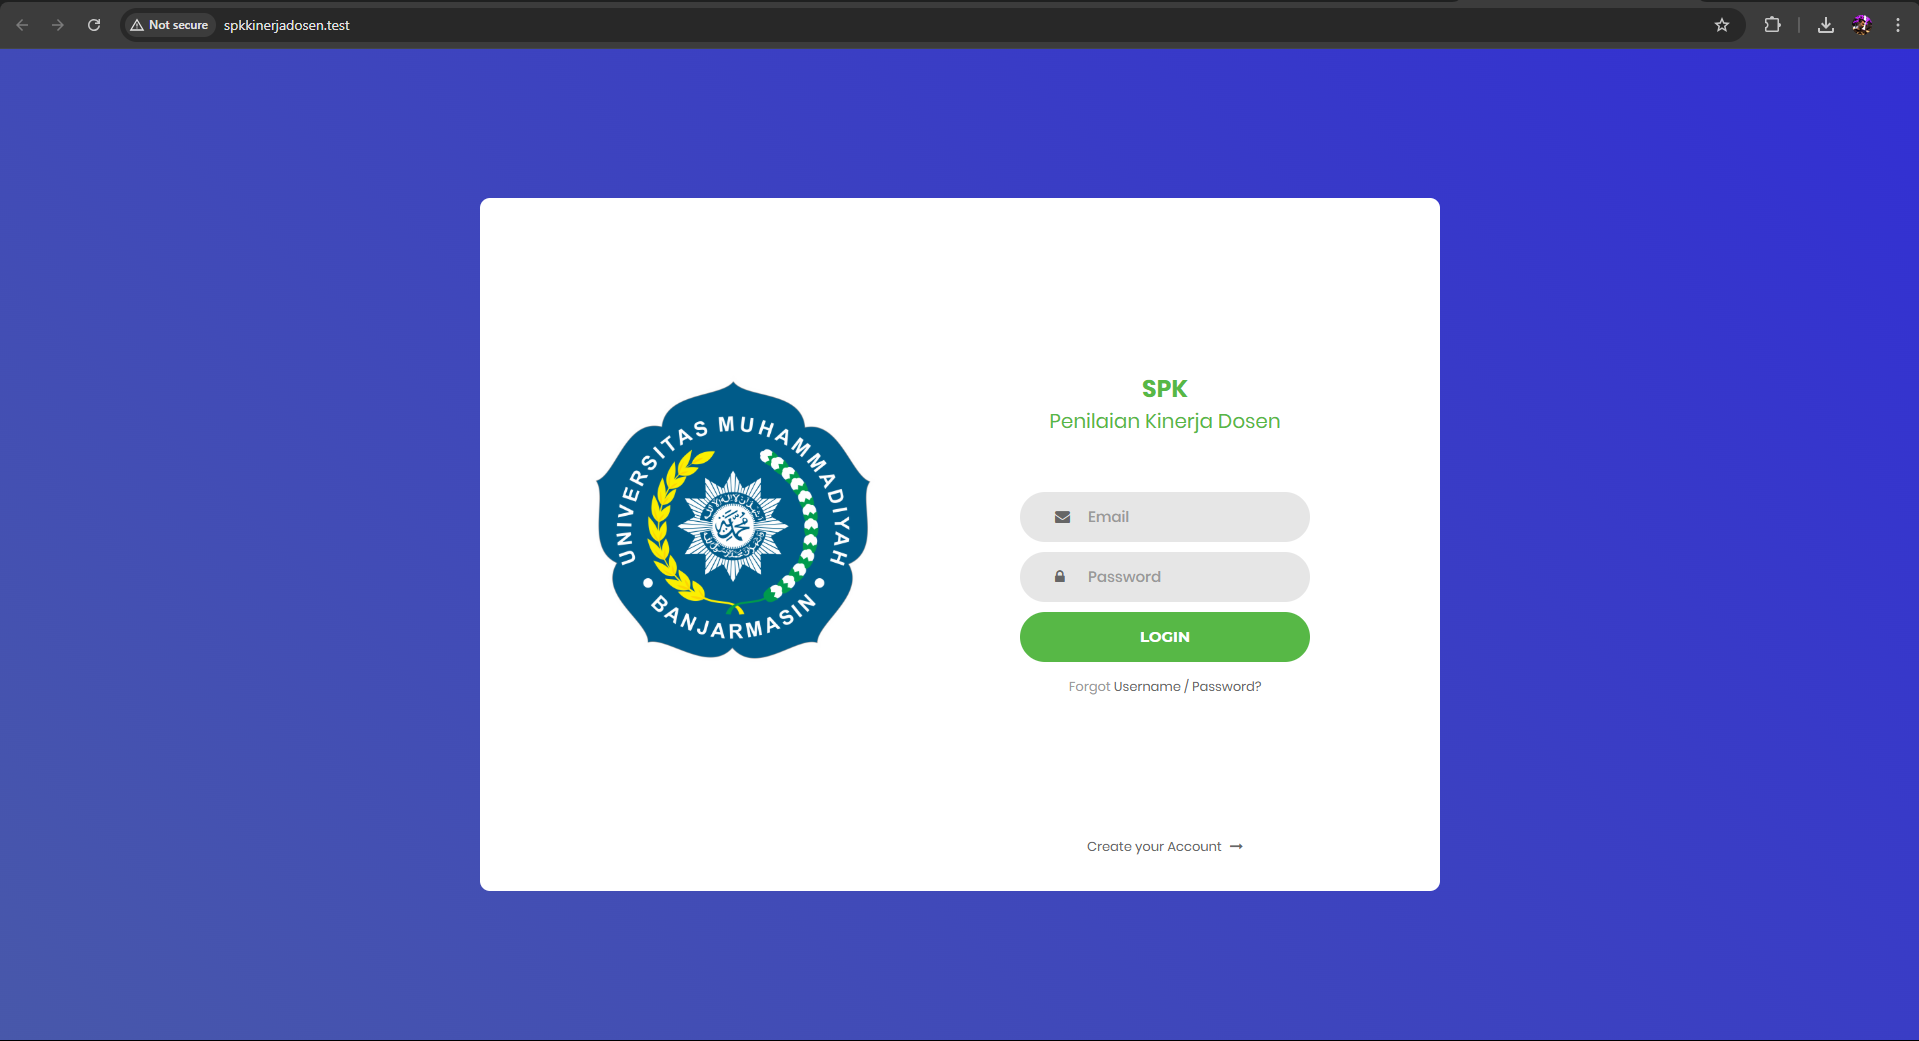 Not secure
spkkinerjadosen.test
UNIVERSITAS MUHAMMADIYAH
BANJARMASIN
SPK
Penilaian Kinerja Dosen
Email
Password
LOGIN
Forgot Username / Password?
Create your Account